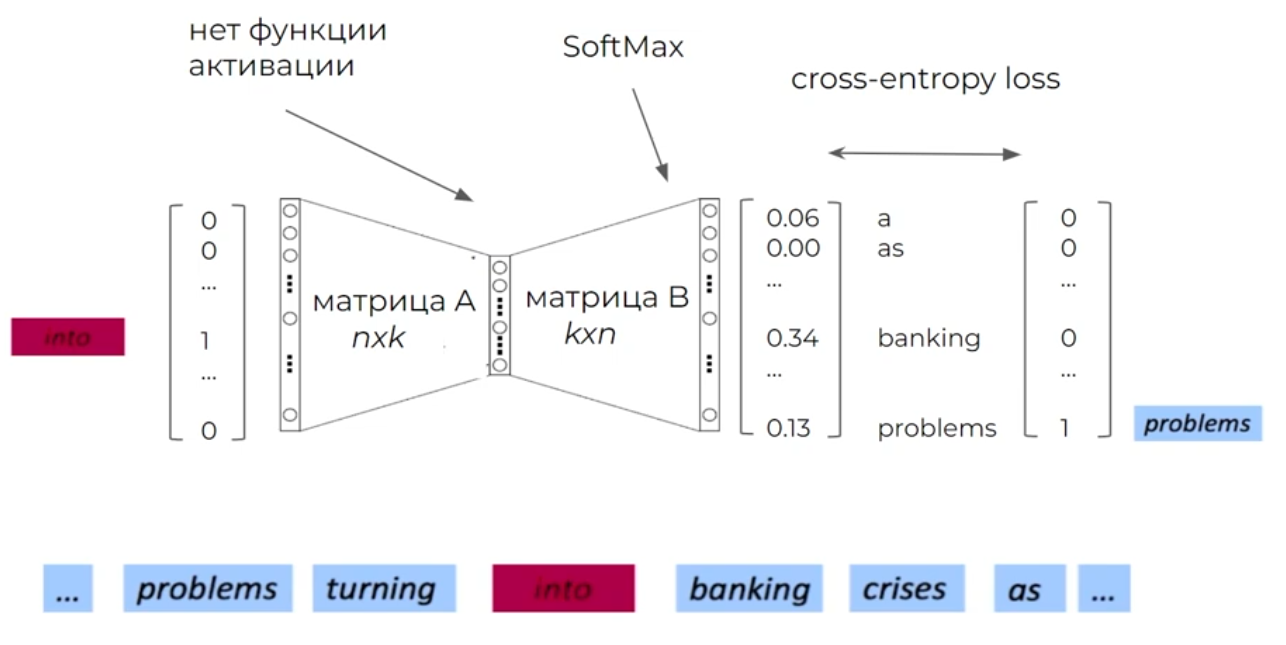 нет функции
активации
SoftMax
cross-entropy loss
0
0
...
1
...
0
into
матрица А
nxk
матрица В
kxn
0.06 a
0.00 as
...
0.34 banking
...
0.13 problems
0
0
...
0
...
1
problems
... problems turning into banking crises as ...